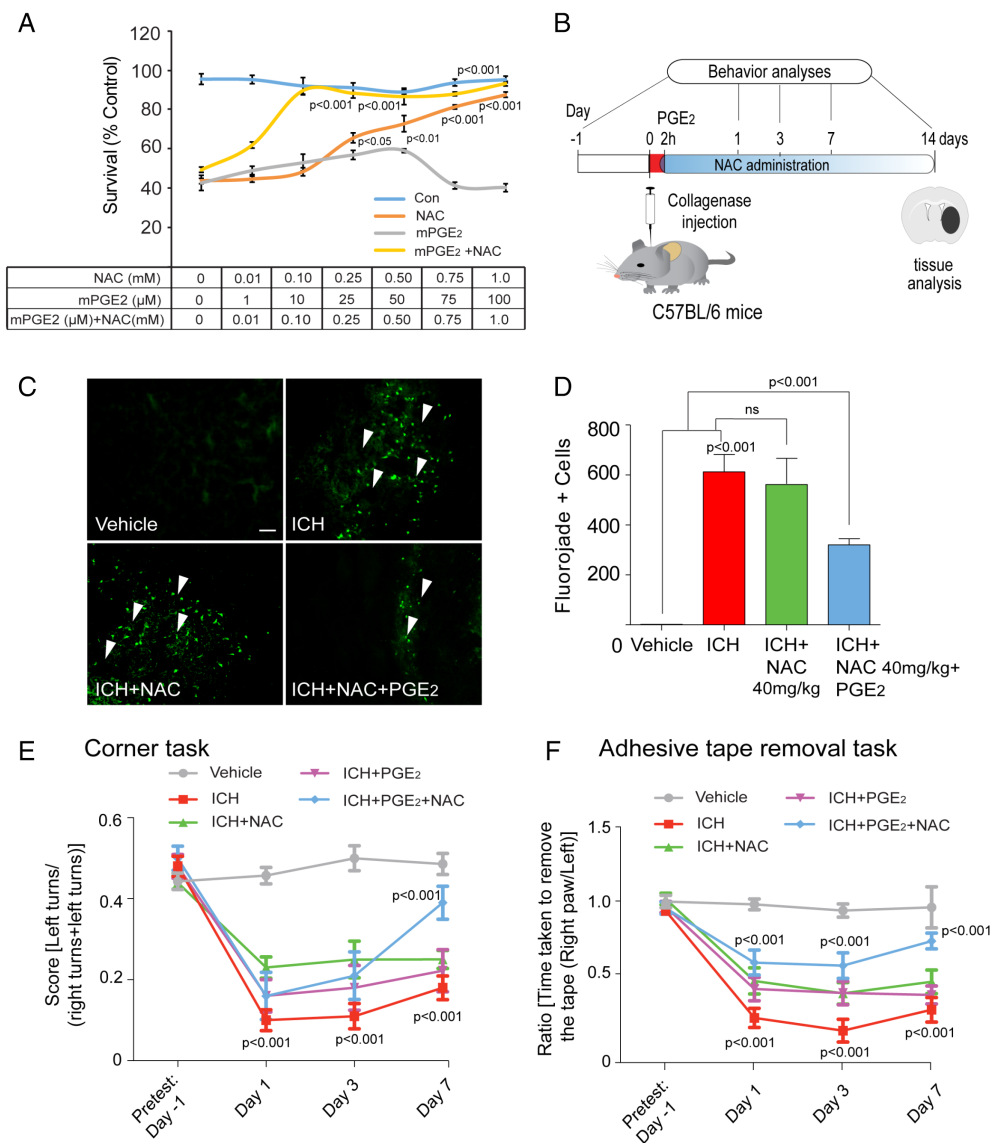 A
120
100
80
60
40
20
Survival (% Control)
p<0.001
p<0.001
p<0.001
p<0.001
p<0.001
p<0.05
p<0.01
Con
NAC
mPGE2
mPGE2 +NAC
NAC (mM) 0 0.01 0.10 0.25 0.50 0.75 1.0
mPGE2 (µM) 0 1 10 25 50 75 100
mPGE2 (µM)+NAC(mM) 0 0.01 0.10 0.25 0.50 0.75 1.0
B
Behavior analyses
Day
PGE2
-1 0 2h 1 3 7 14 days
NAC administration
Collagenase
injection
C57BL/6 mice
tissue
analysis
C
Vehicle
ICH
ICH+NAC
ICH+NAC+PGE2
D
p<0.001
ns
p<0.001
800
600
400
200
0
Fluorojade + Cells
Vehicle
ICH
ICH+
NAC
40mg/kg
ICH+
NAC 40mg/kg+
PGE2
E
Corner task
Vehicle
ICH
ICH+NAC
ICH+PGE2
ICH+PGE2+NAC
0.6
0.4
0.2
0
Score [Left turns/
(right turns+left turns)]
p<0.001
p<0.001
p<0.001
p<0.001
Pretest:
Day -1
Day 1
Day 3
Day 7
F
Adhesive tape removal task
Vehicle
ICH
ICH+NAC
ICH+PGE2
ICH+PGE2+NAC
1.5
1.0
0.5
0
Ratio [Time taken to remove
the tape (Right paw/Left)]
p<0.001
p<0.001
p<0.001
p<0.001
p<0.001
p<0.001
Pretest:
Day -1
Day 1
Day 3
Day 7